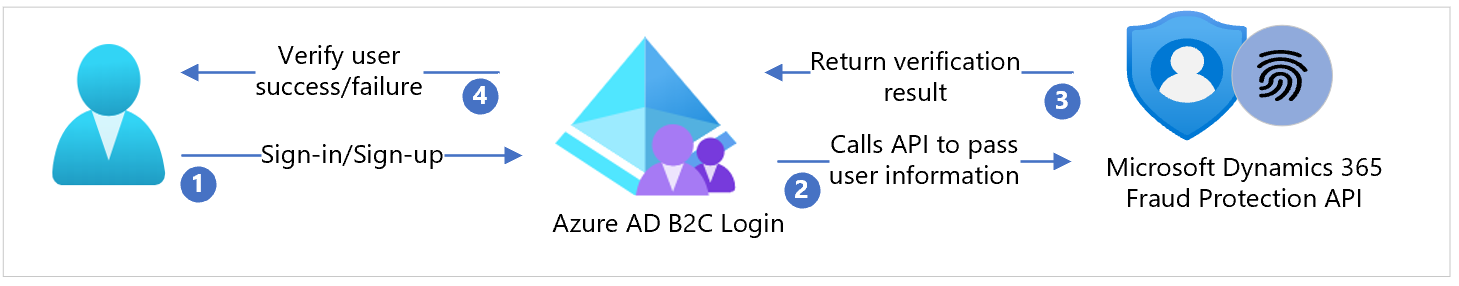 Verify user
success/failure
4
Sign-in/Sign-up
1
Azure AD B2C Login
Return verification
result
3
Calls API to pass
user information
2
Microsoft Dynamics 365
Fraud Protection API